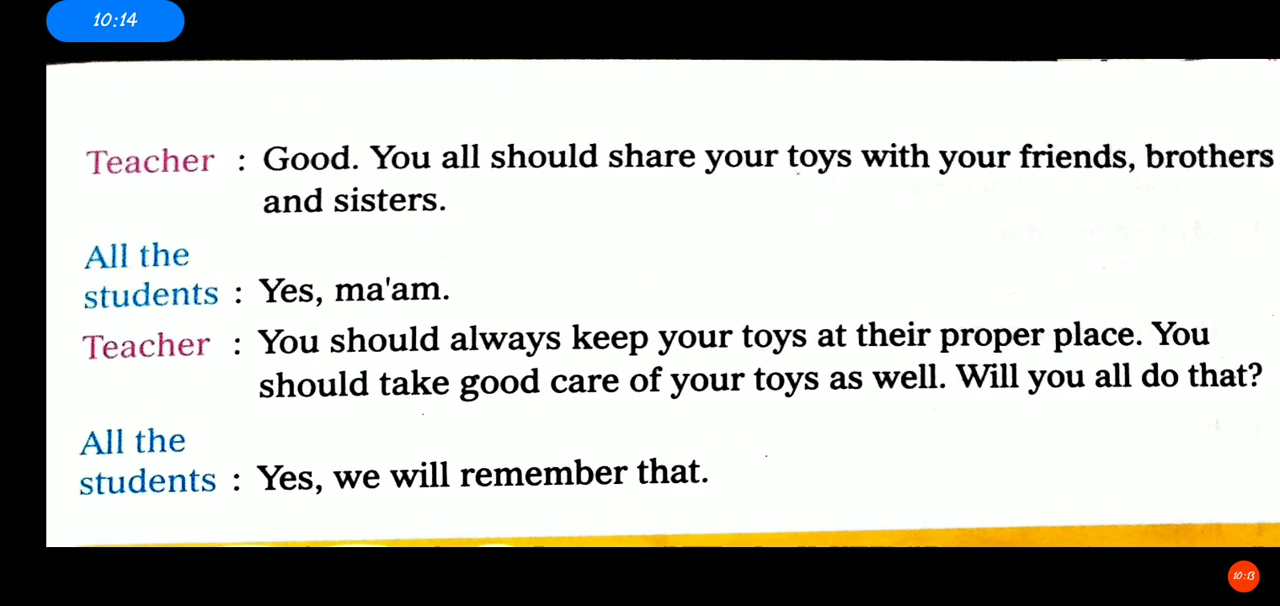 10:14
Teacher : Good. You all should share your toys with your friends, brothers
and sisters.
All the
students : Yes, ma'am.
Teacher : You should always keep your toys at their proper place. You
should take good care of your toys as well. Will you all do that?
All the
students : Yes, we will remember that.
10:13